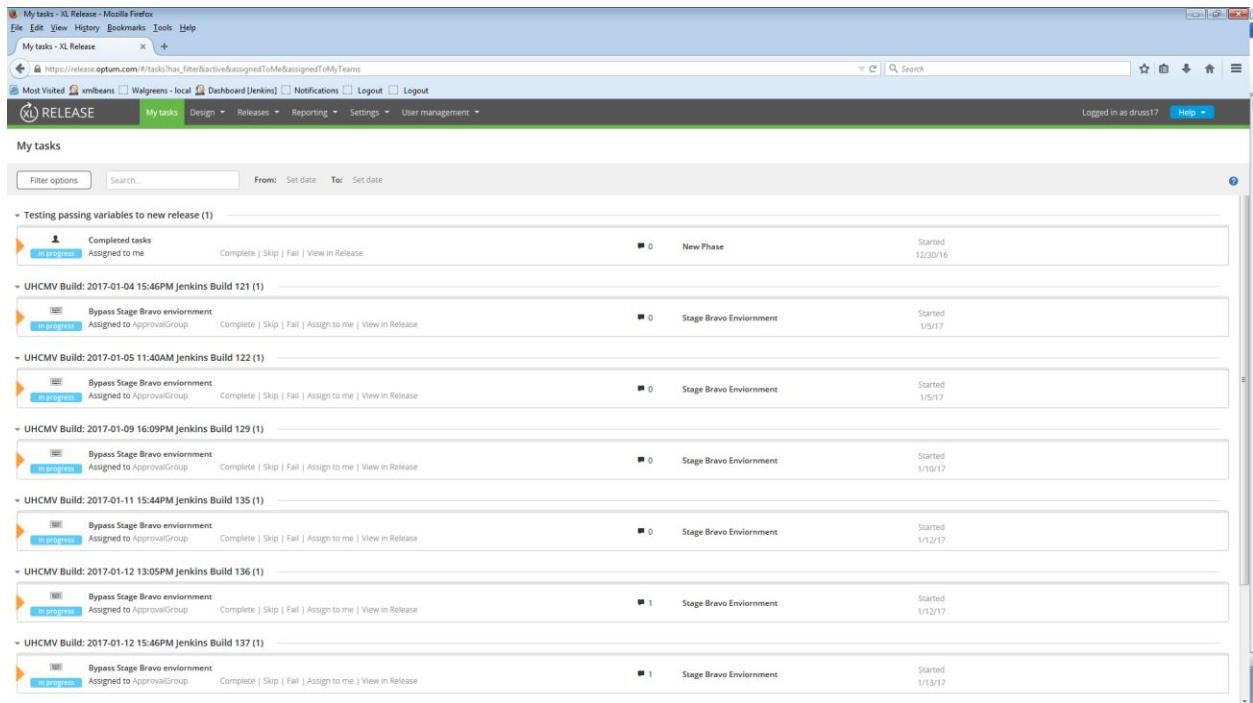 My tasks - XL Release - Mozilla Firefox
File Edit View History Bookmarks Tools Help
My tasks - XL Release × +
https://release.optum.com/#/tasks?has_filter&active&assignedToMe&assignedToMyTeams Search
Most Visited xmlbeans Walgreens - local Dashboard [Jenkins] Notifications Logout Logout
XL RELEASE My tasks Design Releases Reporting Settings User management Logged in as druss17 Help
My tasks
Filter options Search... From: Set date To: Set date
Testing passing variables to new release (1)
Completed tasks
In progress Assigned to me Complete | Skip | Fail | View in Release 0 New Phase Started 12/30/16
UHCMV Build: 2017-01-04 15:46PM Jenkins Build 121 (1)
Bypass Stage Bravo enviornment
In progress Assigned to ApprovalGroup Complete | Skip | Fail | Assign to me | View in Release 0 Stage Bravo Enviornment Started 1/5/17
UHCMV Build: 2017-01-05 11:40AM Jenkins Build 122 (1)
Bypass Stage Bravo enviornment
In progress Assigned to ApprovalGroup Complete | Skip | Fail | Assign to me | View in Release 0 Stage Bravo Enviornment Started 1/5/17
UHCMV Build: 2017-01-09 16:09PM Jenkins Build 129 (1)
Bypass Stage Bravo enviornment
In progress Assigned to ApprovalGroup Complete | Skip | Fail | Assign to me | View in Release 0 Stage Bravo Enviornment Started 1/10/17
UHCMV Build: 2017-01-11 15:44PM Jenkins Build 135 (1)
Bypass Stage Bravo enviornment
In progress Assigned to ApprovalGroup Complete | Skip | Fail | Assign to me | View in Release 0 Stage Bravo Enviornment Started 1/12/17
UHCMV Build: 2017-01-12 13:05PM Jenkins Build 136 (1)
Bypass Stage Bravo enviornment
In progress Assigned to ApprovalGroup Complete | Skip | Fail | Assign to me | View in Release 1 Stage Bravo Enviornment Started 1/12/17
UHCMV Build: 2017-01-12 15:46PM Jenkins Build 137 (1)
Bypass Stage Bravo enviornment
In progress Assigned to ApprovalGroup Complete | Skip | Fail | Assign to me | View in Release 1 Stage Bravo Enviornment Started 1/13/17